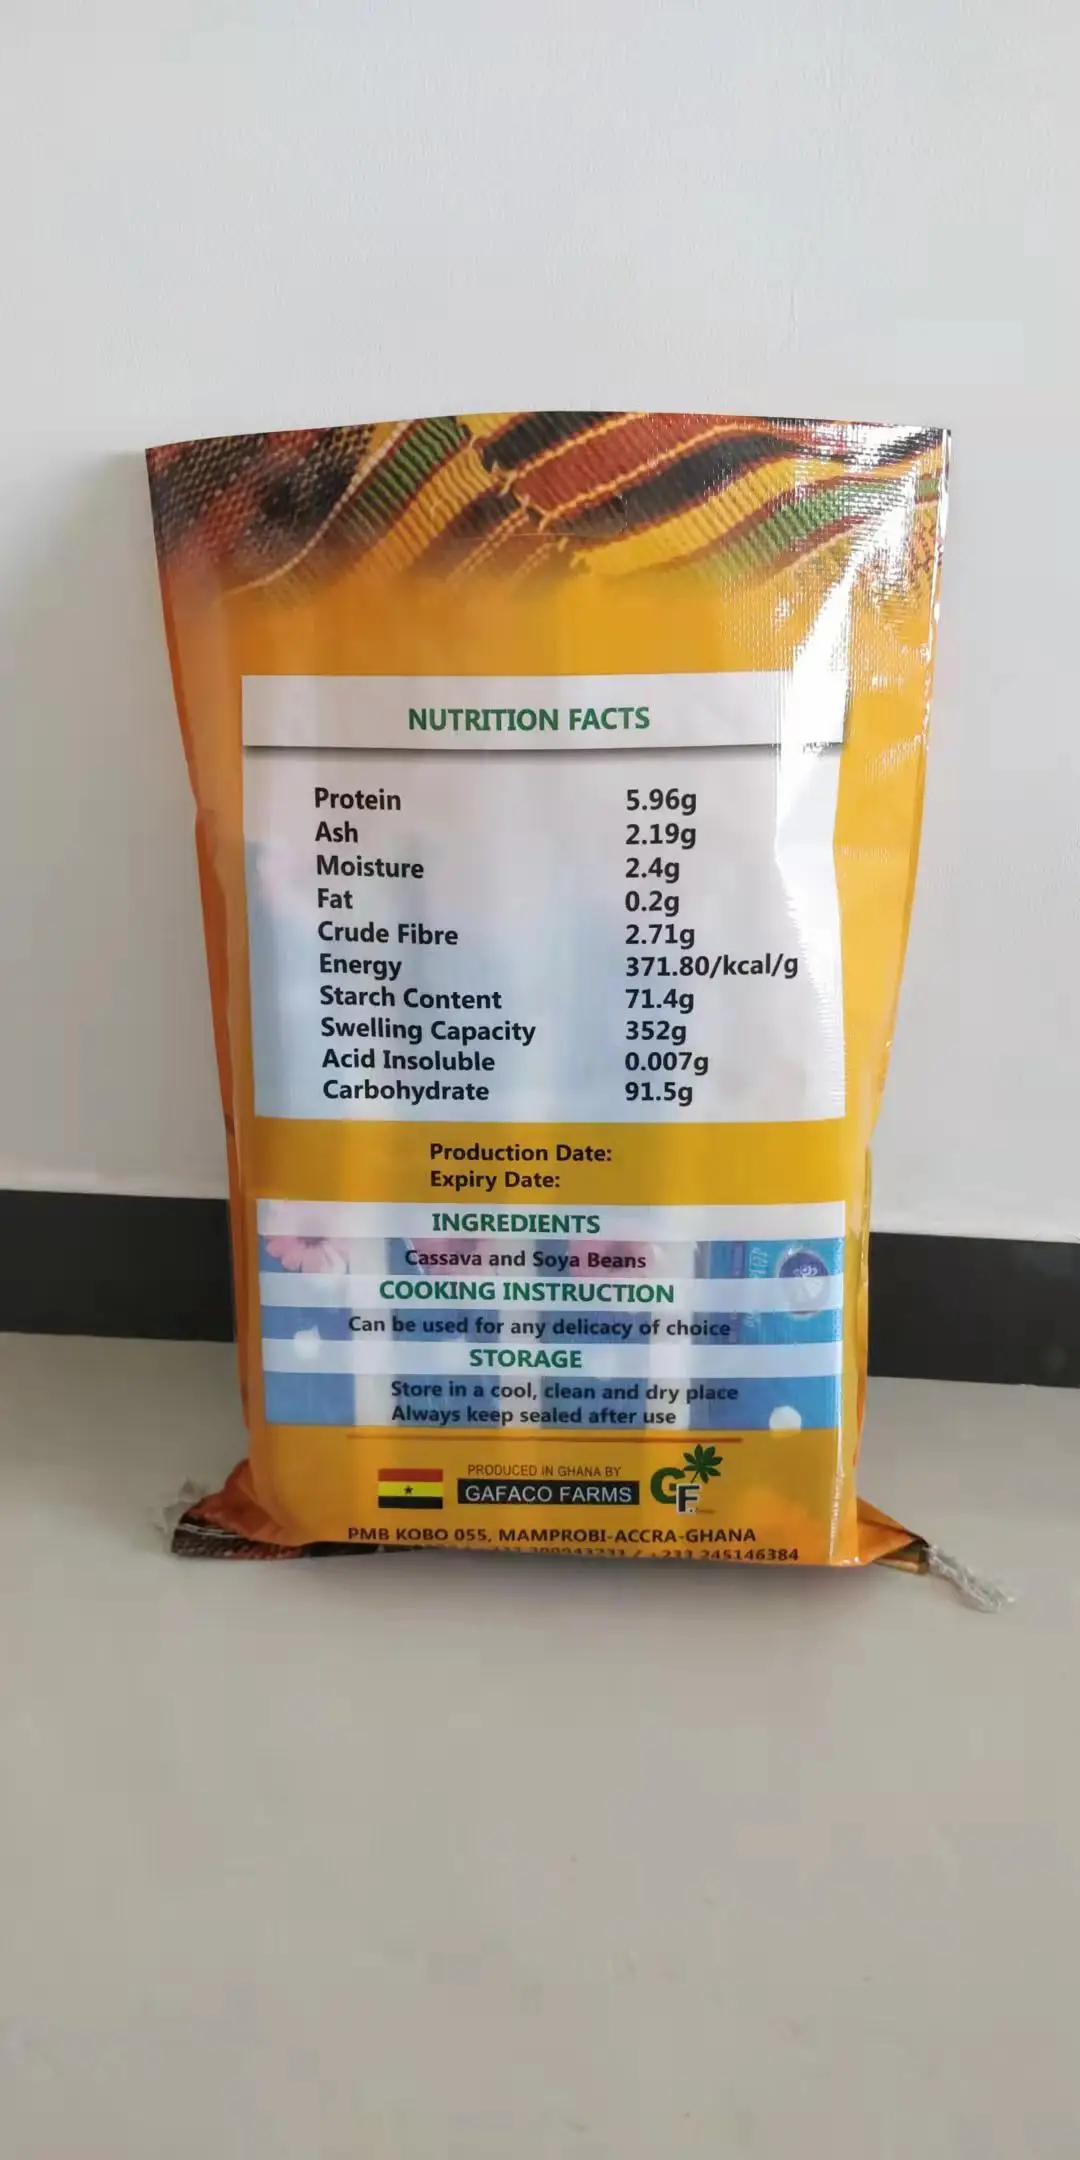 NUTRITION FACTS
Protein 5.96g
Ash 2.19g
Moisture 2.4g
Fat 0.2g
Crude Fibre 2.71g
Energy 371.80/kcal/g
Starch Content 71.4g
Swelling Capacity 352g
Acid Insoluble 0.007g
Carbohydrate 91.5g
Production Date:
Expiry Date:
INGREDIENTS
Cassava and Soya Beans
COOKING INSTRUCTION
Can be used for any delicacy of choice
STORAGE
Store in a cool, clean and dry place
Always keep sealed after use
PRODUCED IN GHANA BY
GAFACO FARMS
GF
PMB KOBO 055, MAMPROBI-ACCRA-GHANA
245146384